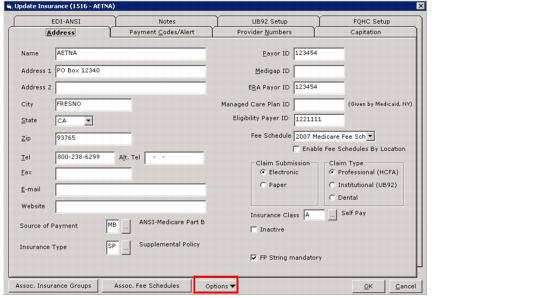 Update Insurance (1516 - AETNA)
EDI-ANSI Notes UB92 Setup FQHC Setup
Address Payment Codes/Alert Provider Numbers Capitation
Name AETNA
Address 1 PO Box 12340
Address 2
City FRESNO
State CA
Zip 93765
Tel 800-238-6299 Alt. Tel - -
Fax
E-mail
Website
Source of Payment MB ... ANSI-Medicare Part B
Insurance Type SP ... Supplemental Policy
Payor ID 123454
Medigap ID
ERA Payor ID 123454
Managed Care Plan ID (Given by Medicaid, NY)
Eligibility Payer ID 1221111
Fee Schedule 2007 Medicare Fee Sch
Enable Fee Schedules By Location
Claim Submission
Electronic
Paper
Claim Type
Professional (HCFA)
Institutional (UB92)
Dental
Insurance Class A ... Self Pay
Inactive
FP String mandatory
Assoc. Insurance Groups Assoc. Fee Schedules Options OK Cancel